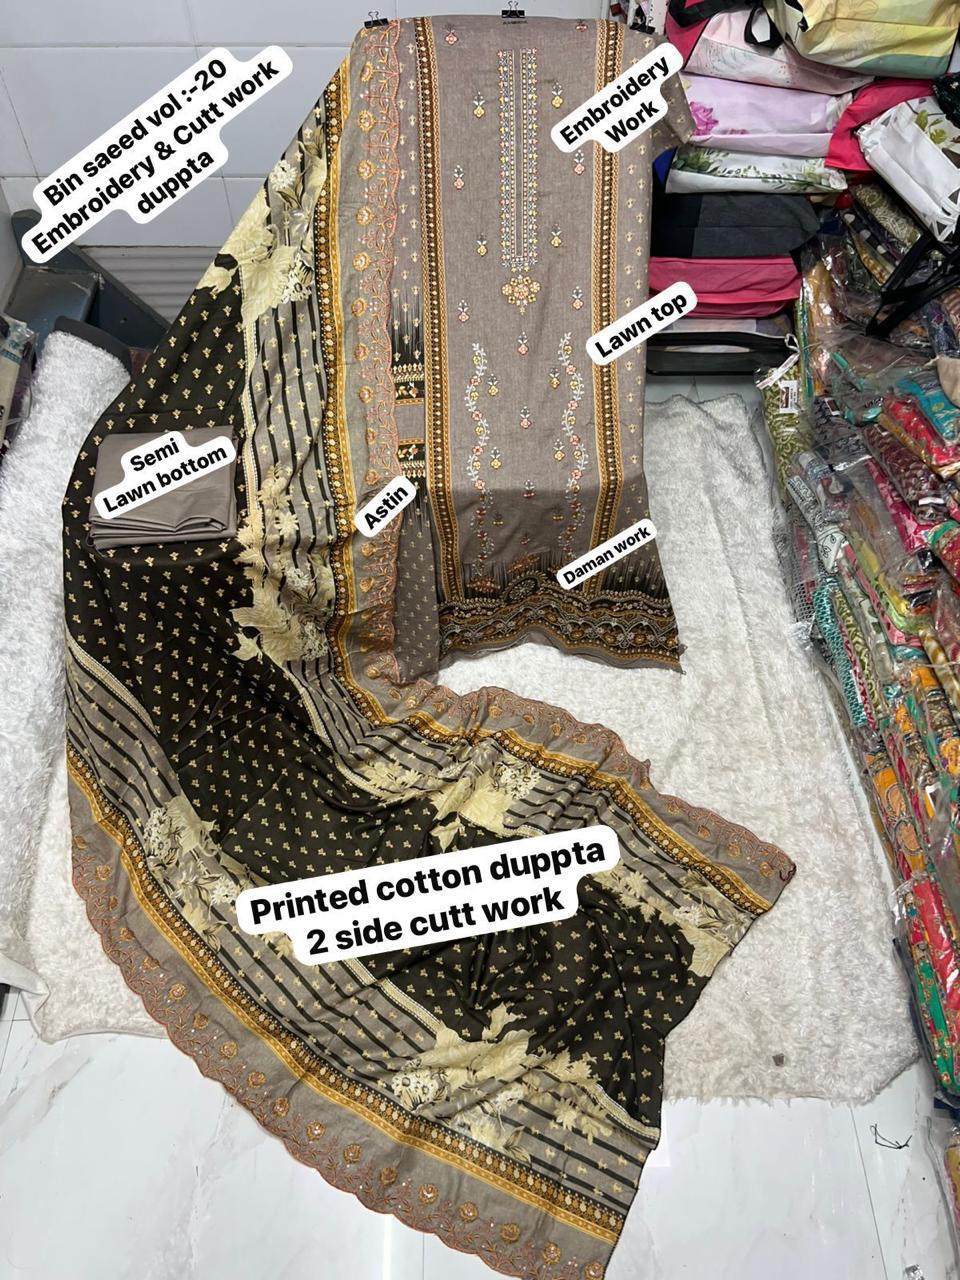 Bin saeed vol :-20
Embroidery & Cutt work
duppta
Embroidery
Work
Lawn top
Semi
Lawn bottom
Astin
Daman work
Printed cotton duppta
2 side cutt work